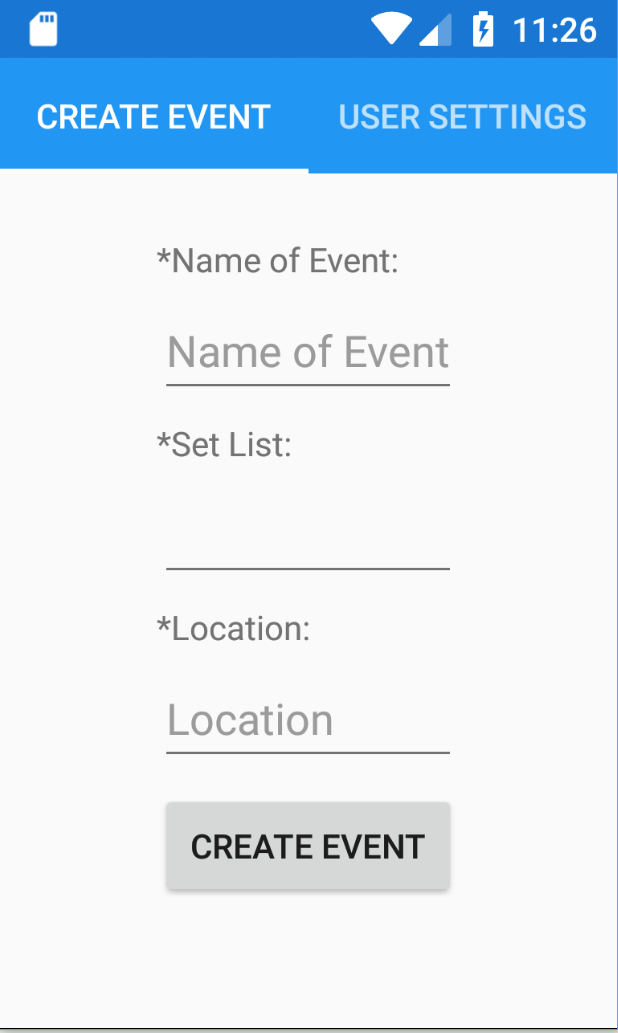 11:26
CREATE EVENT USER SETTINGS
*Name of Event:
Name of Event
*Set List:
*Location:
Location
CREATE EVENT